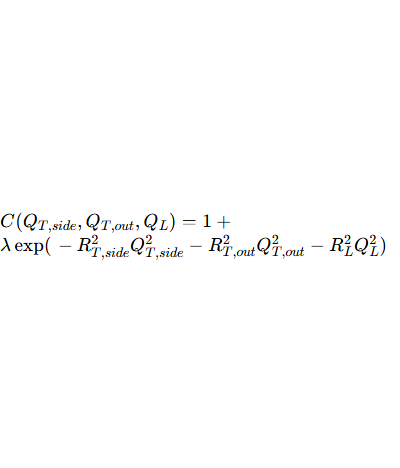 C(Q_{T,side}, Q_{T,out}, Q_L) = 1 +
λ exp( − R^2_{T,side} Q^2_{T,side} − R^2_{T,out} Q^2_{T,out} − R^2_L Q^2_L)